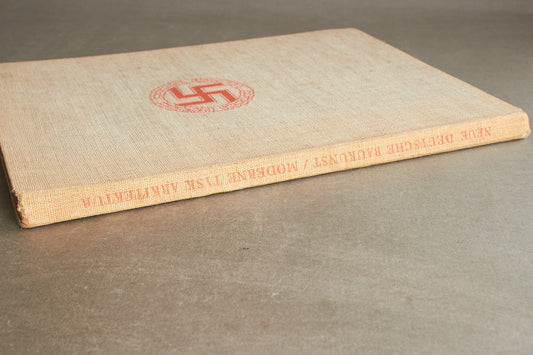 NEUE DEUTSCHE BAUKUNST / MODERNE TYSK ARKITEKTUR